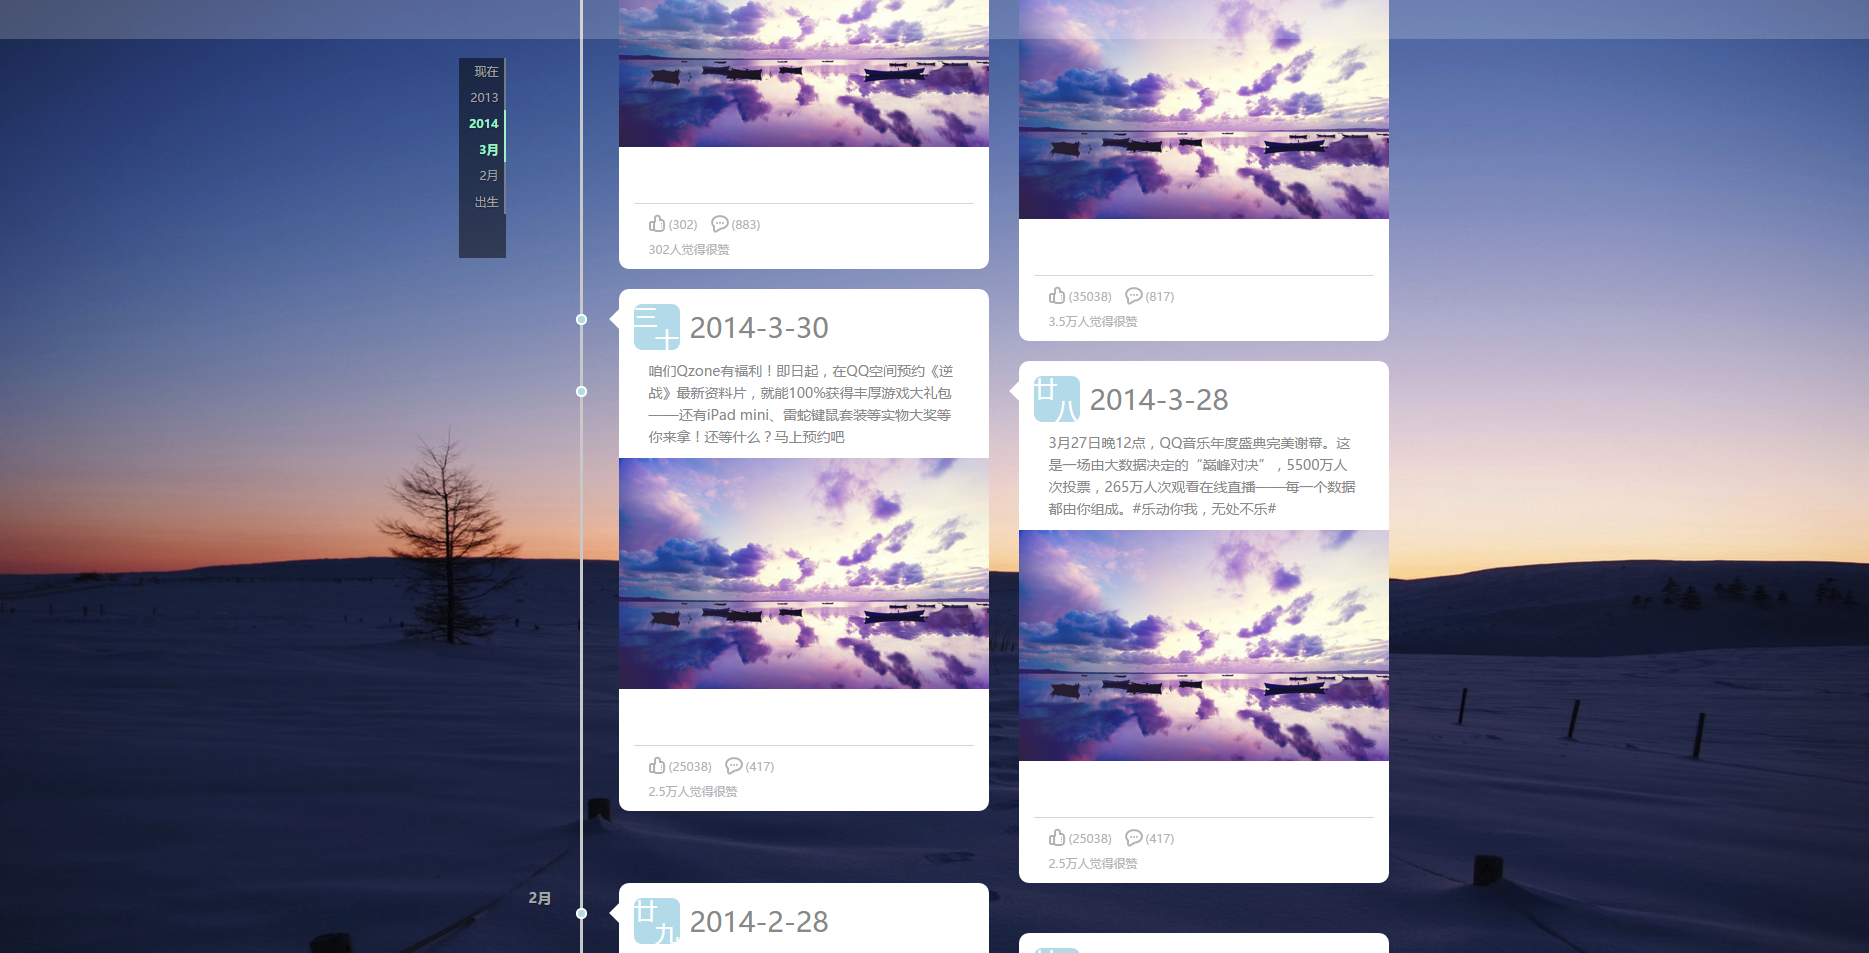 现在
2013
2014
3月
2月
出生
(302) (883)
302人觉得很赞
三十
2014-3-30
咱们Qzone有福利！即日起，在QQ空间预约《逆
战》最新资料片，就能100%获得丰厚游戏大礼包
——还有iPad mini、雷蛇键鼠套装等实物大奖等
你来拿！还等什么？马上预约吧
(25038) (417)
2.5万人觉得很赞
2月
廿九
2014-2-28
(35038) (817)
3.5万人觉得很赞
廿八
2014-3-28
3月27日晚12点，QQ音乐年度盛典完美谢幕。这
是一场由大数据决定的“巅峰对决”，5500万人
次投票，265万人次观看在线直播——每一个数据
都由你组成。#乐动你我，无处不乐#
(25038) (417)
2.5万人觉得很赞